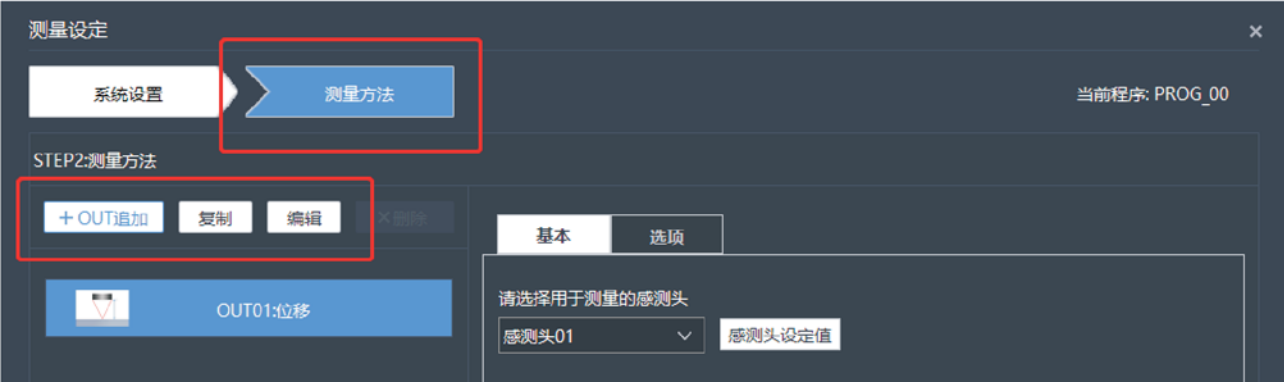 测量设定
×
系统设置
测量方法
当前程序: PROG_00
STEP2:测量方法
+OUT追加 复制 编辑 ×删除
基本 选项
OUT01:位移
请选择用于测量的感测头
感测头01
感测头设定值